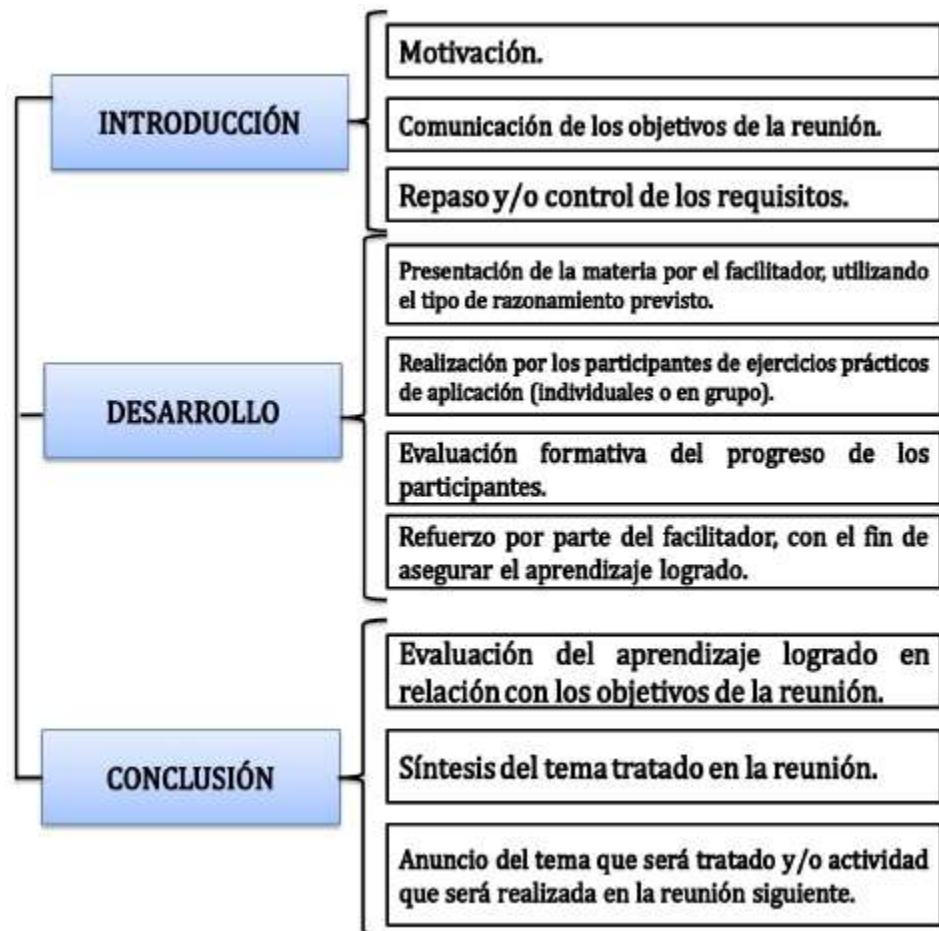 INTRODUCCIÓN
Motivación.
Comunicación de los objetivos de la reunión.
Repaso y/o control de los requisitos.
DESARROLLO
Presentación de la materia por el facilitador, utilizando
el tipo de razonamiento previsto.
Realización por los participantes de ejercicios prácticos
de aplicación (individuales o en grupo).
Evaluación formativa del progreso de los
participantes.
Refuerzo por parte del facilitador, con el fin de
asegurar el aprendizaje logrado.
CONCLUSIÓN
Evaluación del aprendizaje logrado en
relación con los objetivos de la reunión.
Síntesis del tema tratado en la reunión.
Anuncio del tema que será tratado y/o actividad
que será realizada en la reunión siguiente.